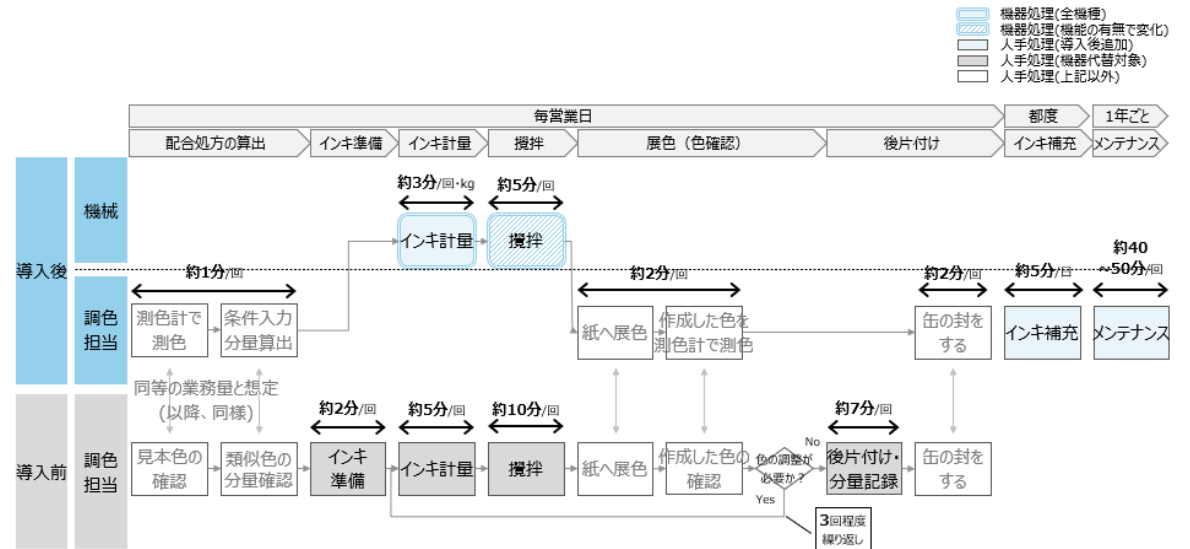 機器処理(全機種)
機器処理(機能の有無で変化)
人手処理(導入後追加)
人手処理(機器代替対象)
人手処理(上記以外)
毎営業日
都度
1年ごと
配合処方の算出
インキ準備
インキ計量
攪拌
展色（色確認）
後片付け
インキ補充
メンテナンス
導入後
機械
約3分/回・kg
約5分/回
インキ計量
攪拌
調色
担当
約1分/回
約2分/回
約2分/回
約5分/日
約40
~50分/回
測色計で
測色
条件入力
分量算出
紙へ展色
作成した色を
測色計で測色
缶の封を
する
インキ補充
メンテナンス
同等の業務量と想定
(以降、同様)
導入前
調色
担当
約2分/回
約5分/回
約10分/回
約7分/回
見本色の
確認
類似色の
分量確認
インキ
準備
インキ計量
攪拌
紙へ展色
作成した色の
確認
色の調整が
必要か？
No
Yes
後片付け・
分量記録
缶の封を
する
3回程度
繰り返し